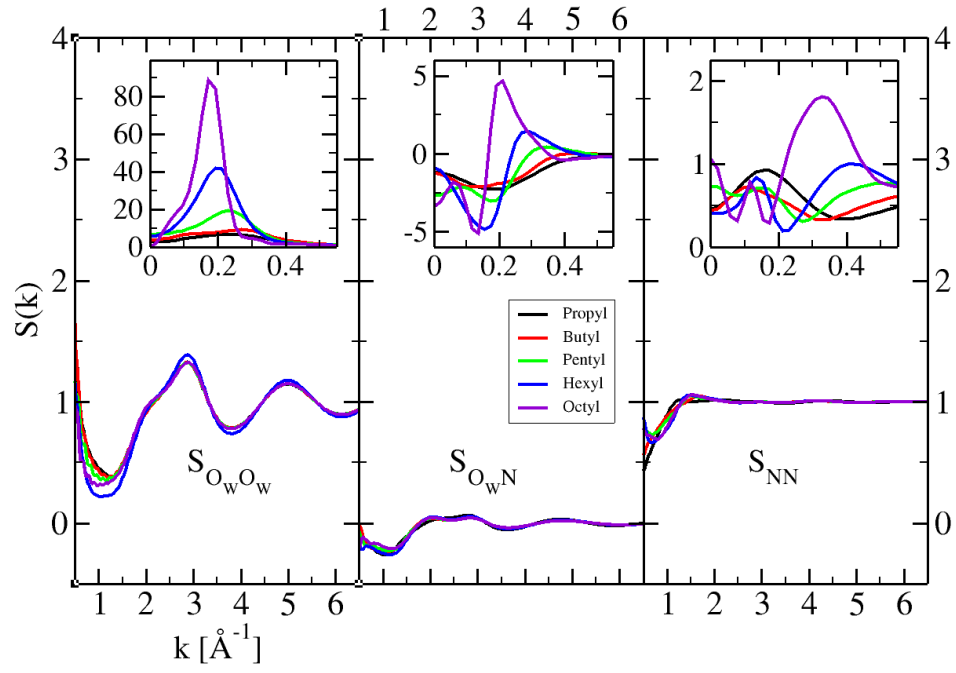 1 2 3 4 5 6
4 4
80
60
40
20
0
0 0.2 0.4
5
0
-5
0 0.2 0.4
2
1
0
0 0.2 0.4
3 3
2 2
1 1
0 0
S(k)
Propyl
Butyl
Pentyl
Hexyl
Octyl
S_{O_WO_W}
S_{O_WN}
S_{NN}
1 2 3 4 5 6 1 2 3 4 5 6
k [Å⁻¹]